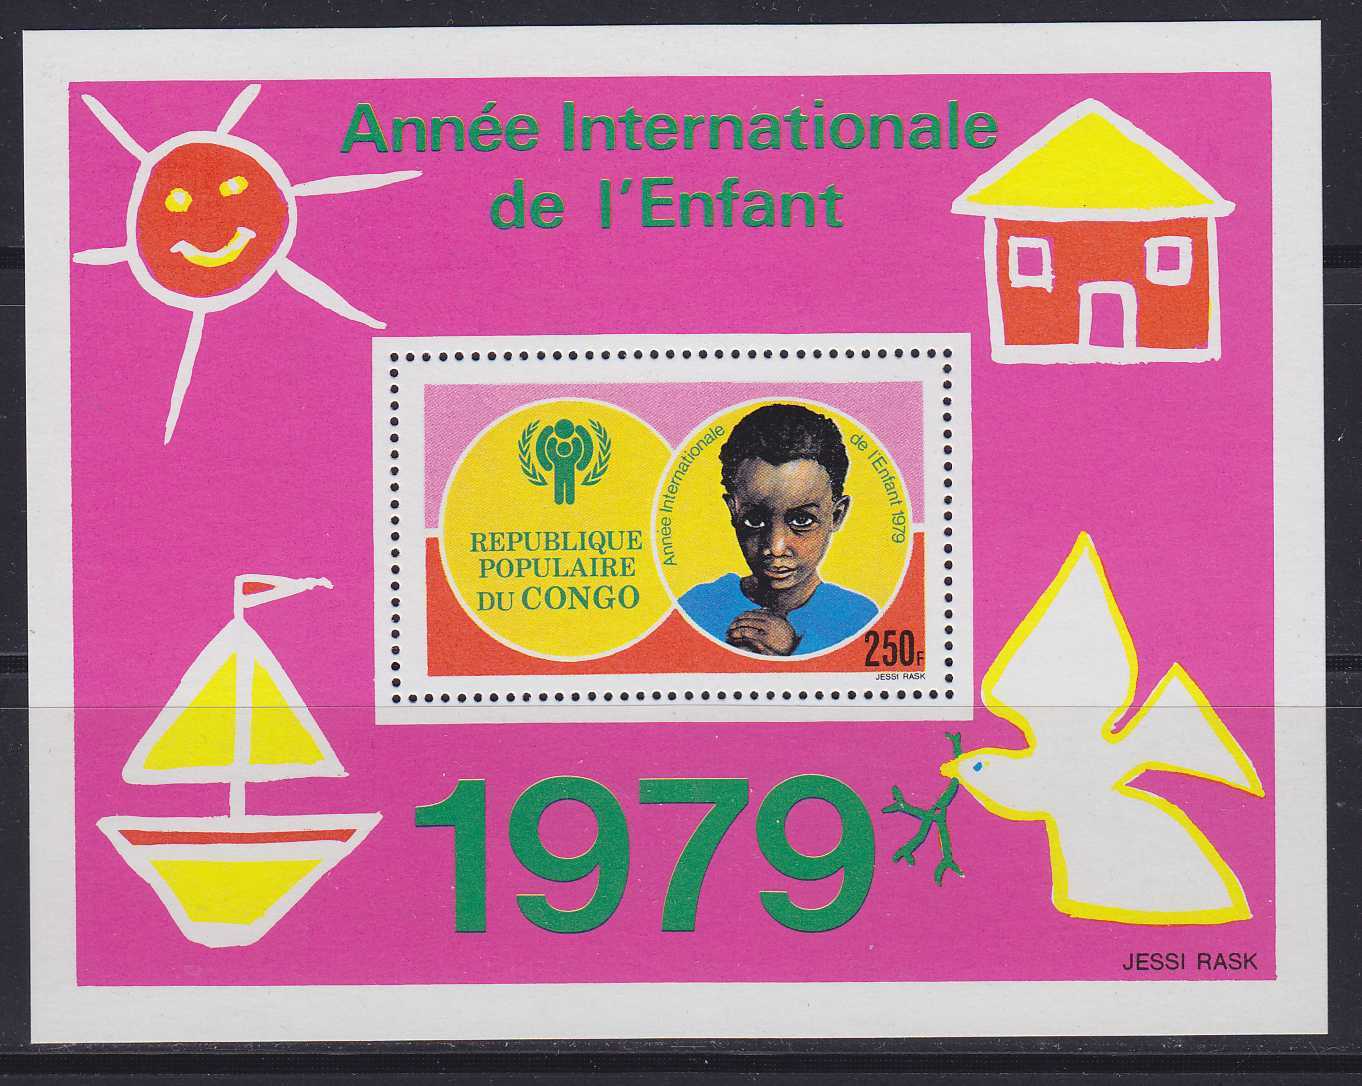 Année Internationale
de l'Enfant
REPUBLIQUE
POPULAIRE
DU CONGO
Année Internationale de l'Enfant 1979
250F
JESSI RASK
1979
JESSI RASK